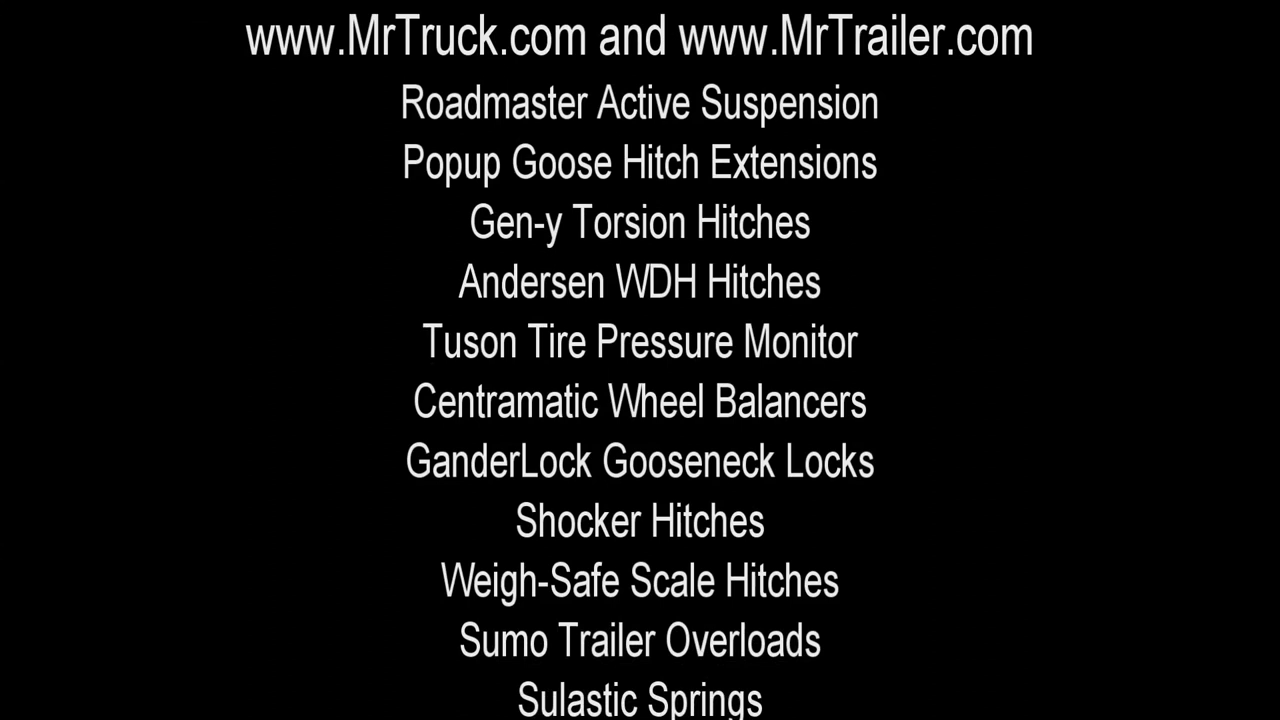 www.MrTruck.com and www.MrTrailer.com
Roadmaster Active Suspension
Popup Goose Hitch Extensions
Gen-y Torsion Hitches
Andersen WDH Hitches
Tuson Tire Pressure Monitor
Centramatic Wheel Balancers
GanderLock Gooseneck Locks
Shocker Hitches
Weigh-Safe Scale Hitches
Sumo Trailer Overloads
Sulastic Springs